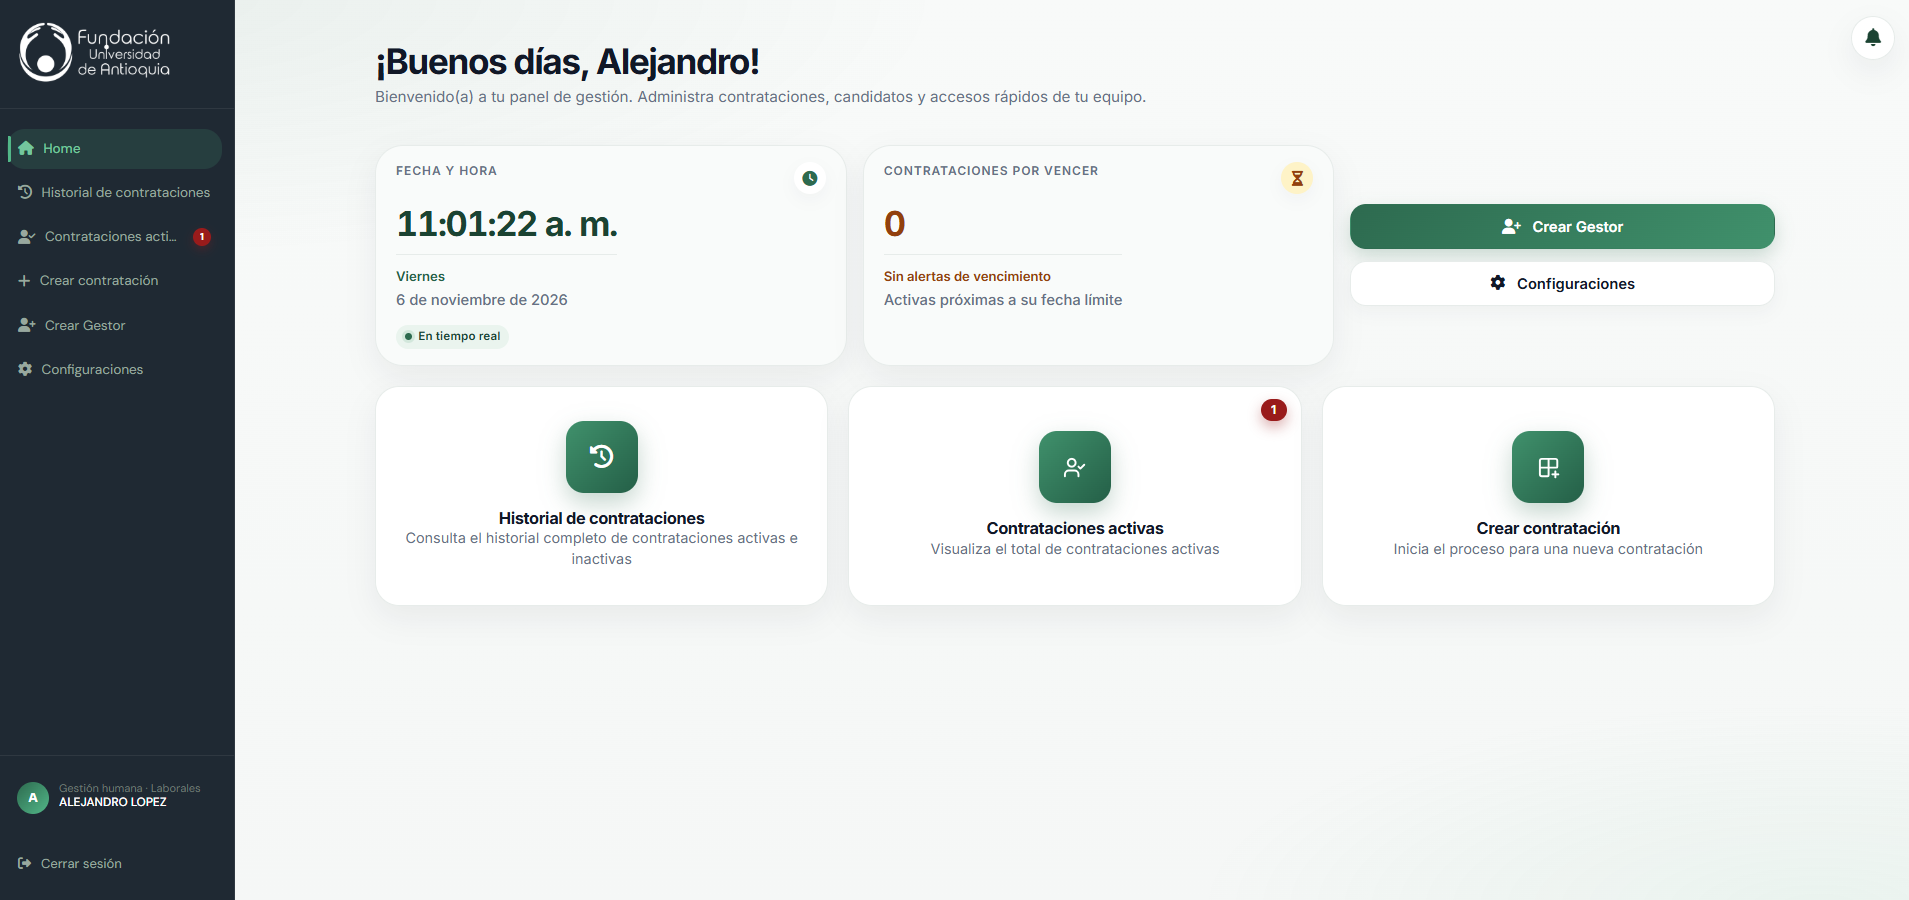 Fundación
Universidad
de Antioquia
Home
Historial de contrataciones
Contrataciones acti...
1
Crear contratación
Crear Gestor
Configuraciones
Gestión humana · Laborales
A
ALEJANDRO LOPEZ
Cerrar sesión
¡Buenos días, Alejandro!
Bienvenido(a) a tu panel de gestión. Administra contrataciones, candidatos y accesos rápidos de tu equipo.
FECHA Y HORA
11:01:22 a. m.
Viernes
6 de noviembre de 2026
En tiempo real
CONTRATACIONES POR VENCER
0
Sin alertas de vencimiento
Activas próximas a su fecha límite
Crear Gestor
Configuraciones
Historial de contrataciones
Consulta el historial completo de contrataciones activas e
inactivas
1
Contrataciones activas
Visualiza el total de contrataciones activas
Crear contratación
Inicia el proceso para una nueva contratación